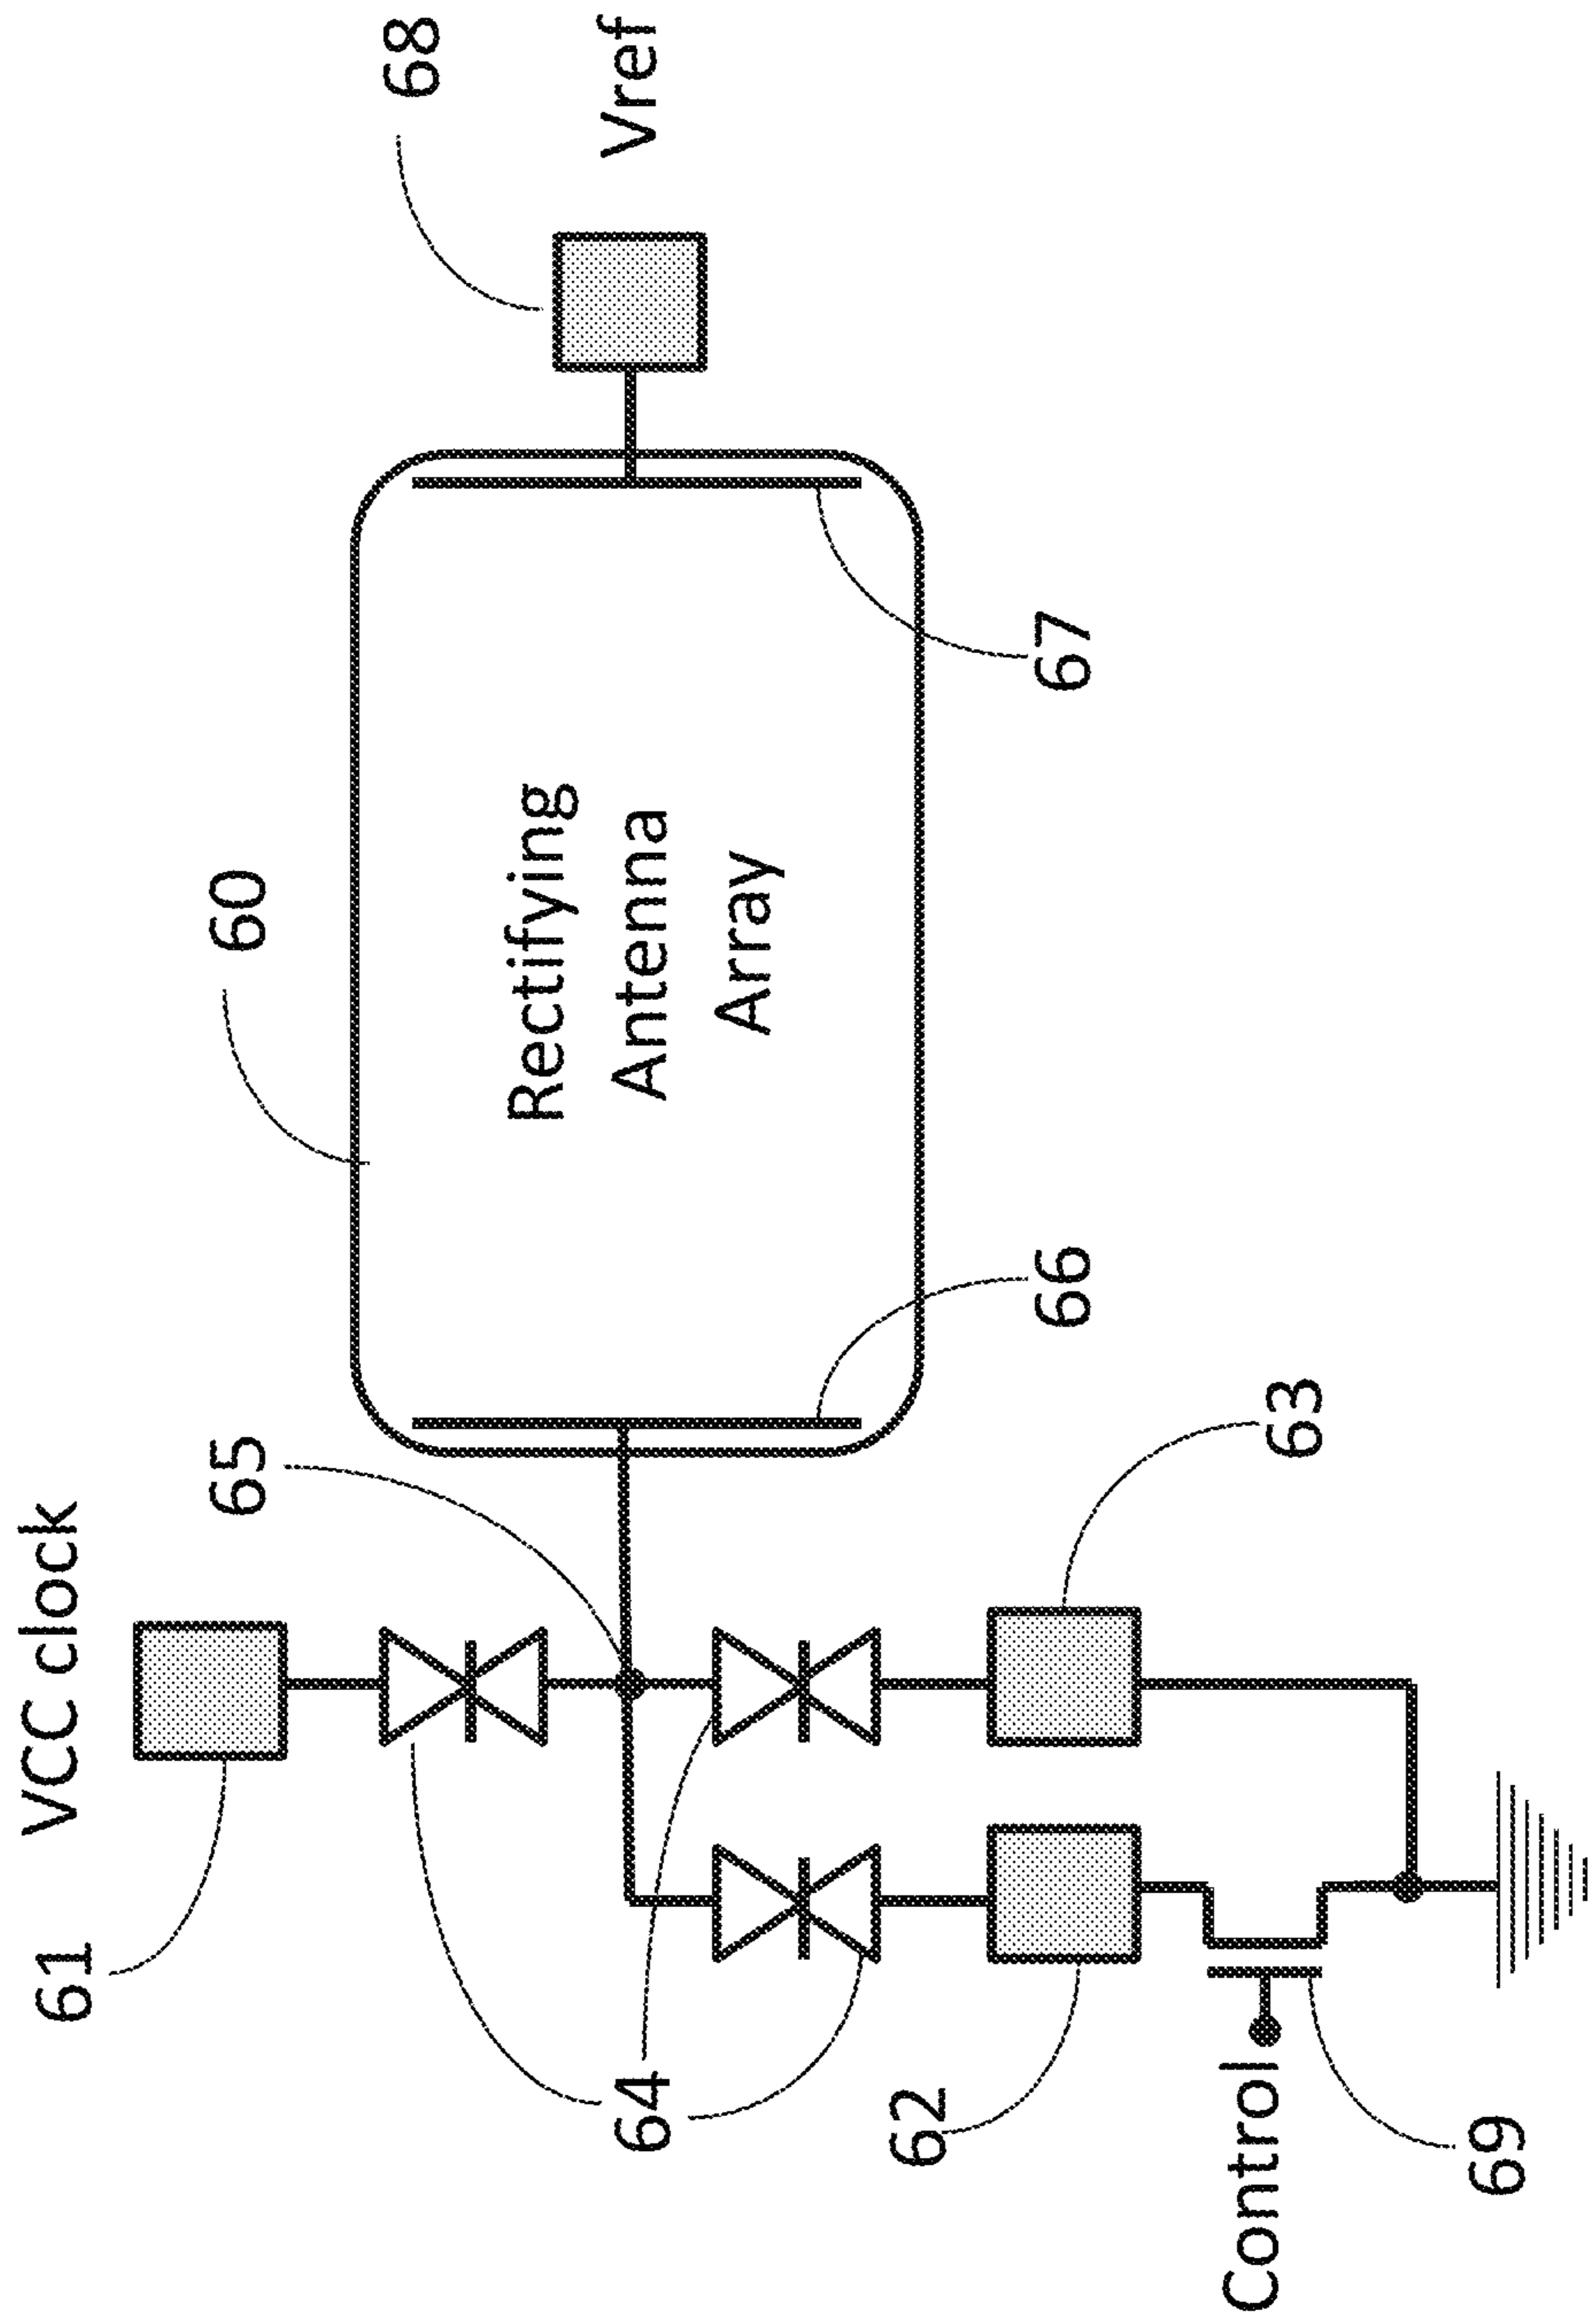 61
VCC clock
65
60
68
Rectifying
Antenna
Array
Vref
64
62
66
67
Control
63
69